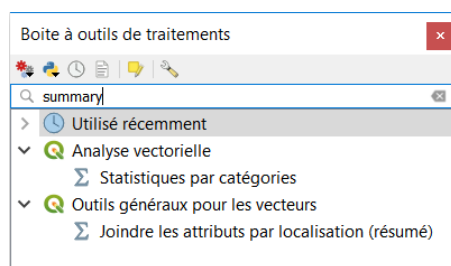 Boite à outils de traitements
summary
Utilisé récemment
Analyse vectorielle
Statistiques par catégories
Outils généraux pour les vecteurs
Joindre les attributs par localisation (résumé)